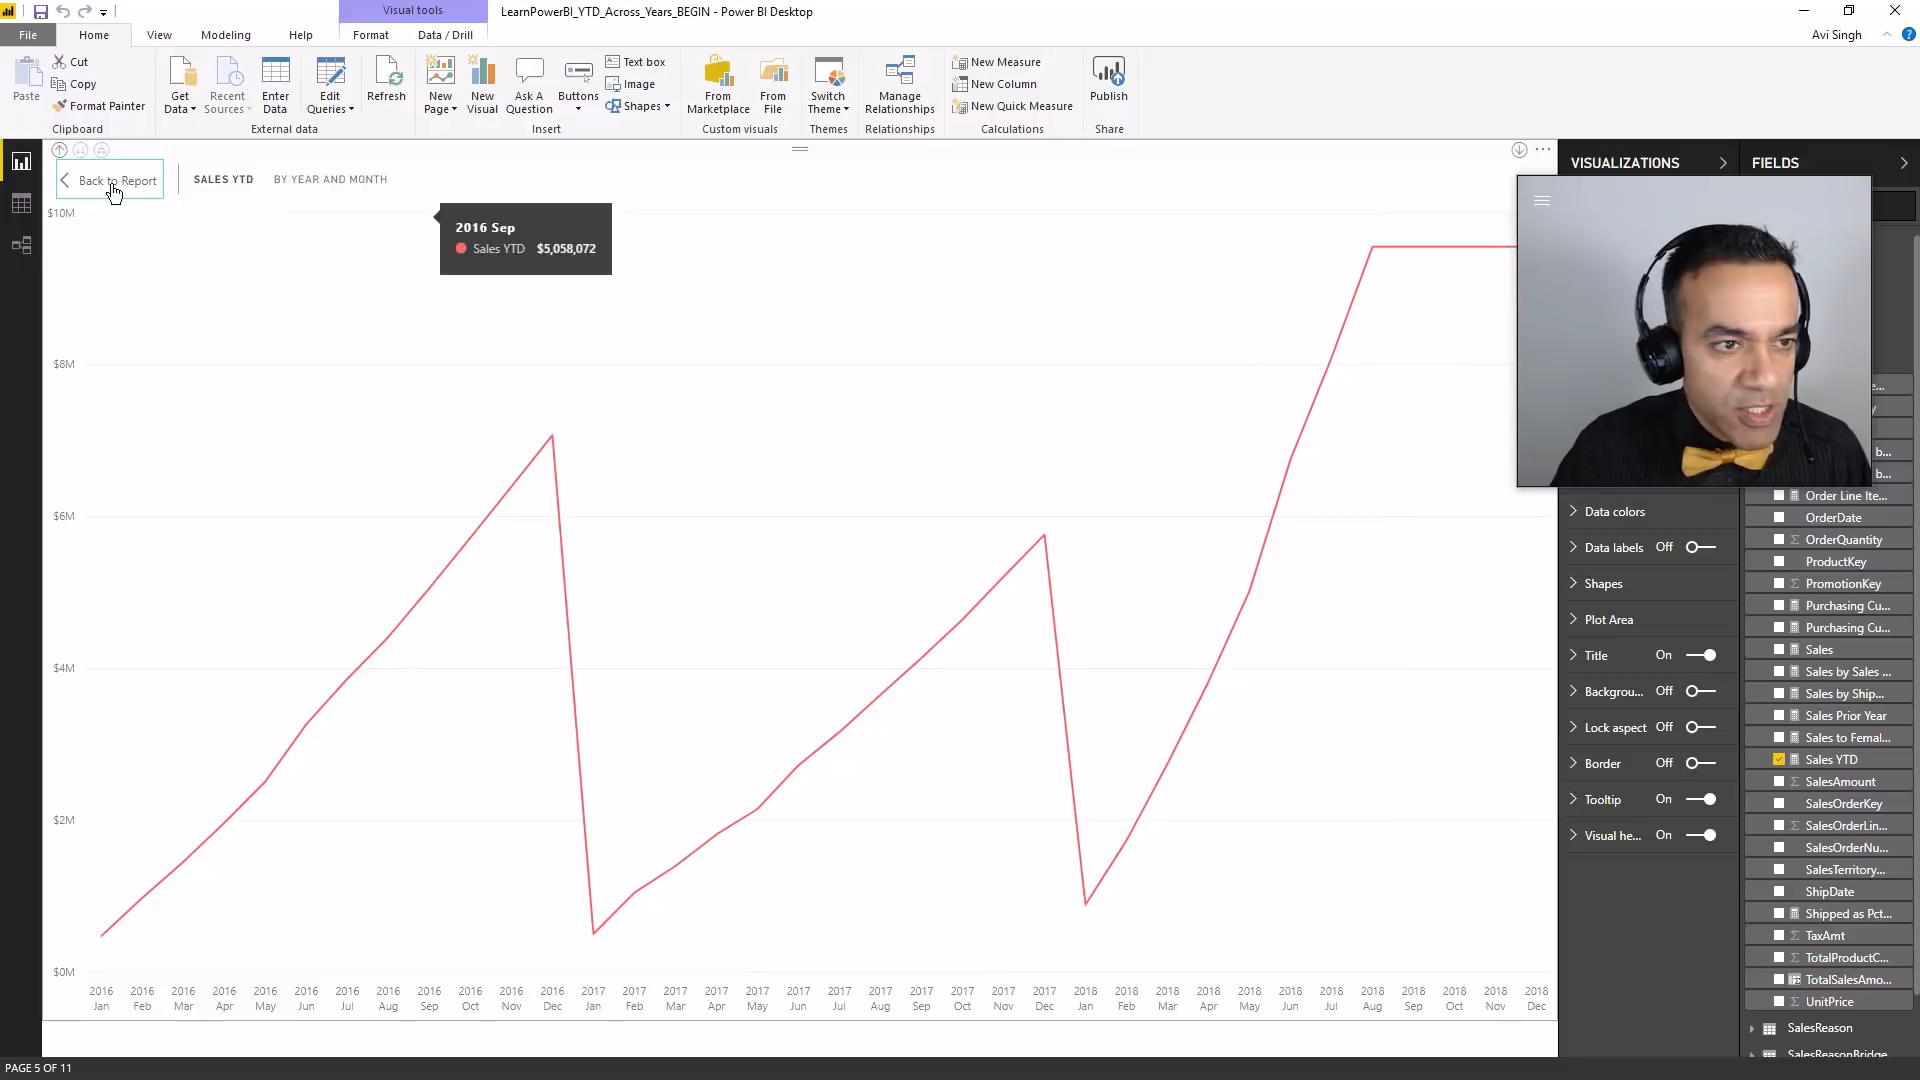 Visual tools
LearnPowerBI_YTD_Across_Years_BEGIN - Power BI Desktop
File
Home
View
Modeling
Help
Format
Data / Drill
Avi Singh
Paste
Cut
Copy
Format Painter
Clipboard
Get Data
Recent Sources
Enter Data
Edit Queries
Refresh
External data
New Page
New Visual
Ask A Question
Buttons
Text box
Image
Shapes
Insert
From Marketplace
From File
Custom visuals
Switch Theme
Themes
Manage Relationships
Relationships
New Measure
New Column
New Quick Measure
Calculations
Publish
Share
Back to Report
SALES YTD
BY YEAR AND MONTH
2016 Sep
Sales YTD $5,058,072
$10M
$8M
$6M
$4M
$2M
$0M
2016 2016 2016 2016 2016 2016 2016 2016 2016 2016 2016 2016 2017 2017 2017 2017 2017 2017 2017 2017 2017 2017 2017 2017 2018 2018 2018 2018 2018 2018 2018 2018 2018 2018 2018 2018
Jan Feb Mar Apr May Jun Jul Aug Sep Oct Nov Dec Jan Feb Mar Apr May Jun Jul Aug Sep Oct Nov Dec Jan Feb Mar Apr May Jun Jul Aug Sep Oct Nov Dec
VISUALIZATIONS
Data colors
Data labels Off
Shapes
Plot Area
Title On
Backgrou... Off
Lock aspect Off
Border Off
Tooltip On
Visual he... On
FIELDS
e...
y
b...
b...
Order Line Ite...
OrderDate
OrderQuantity
ProductKey
PromotionKey
Purchasing Cu...
Purchasing Cu...
Sales
Sales by Sales ...
Sales by Ship...
Sales Prior Year
Sales to Femal...
Sales YTD
SalesAmount
SalesOrderKey
SalesOrderLin...
SalesOrderNu...
SalesTerritory...
ShipDate
Shipped as Pct...
TaxAmt
TotalProductC...
TotalSalesAmo...
UnitPrice
SalesReason
SalesReasonBridge
PAGE 5 OF 11